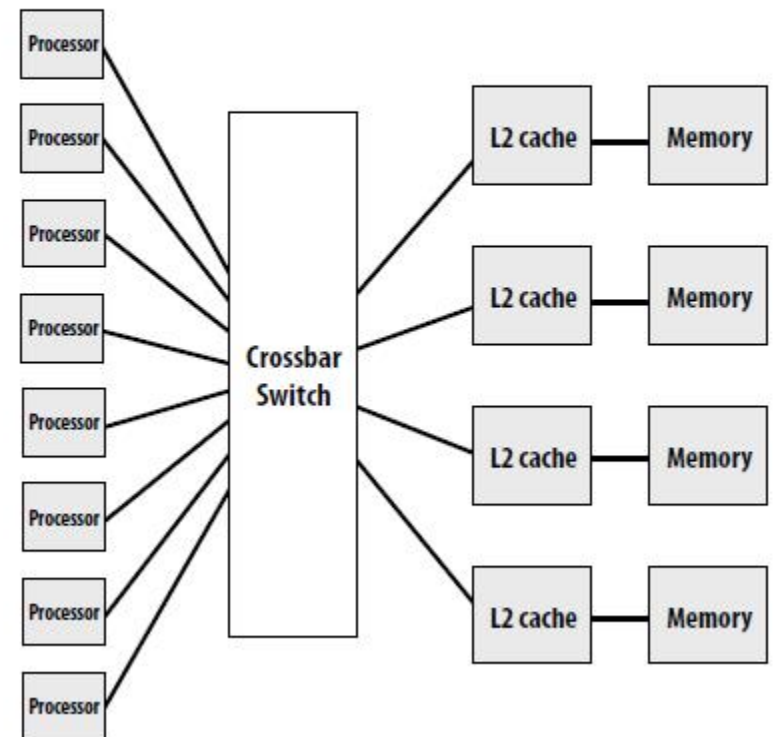 Processor
Processor
Processor
Processor
Processor
Processor
Processor
Processor
Crossbar
Switch
L2 cache
Memory
L2 cache
Memory
L2 cache
Memory
L2 cache
Memory